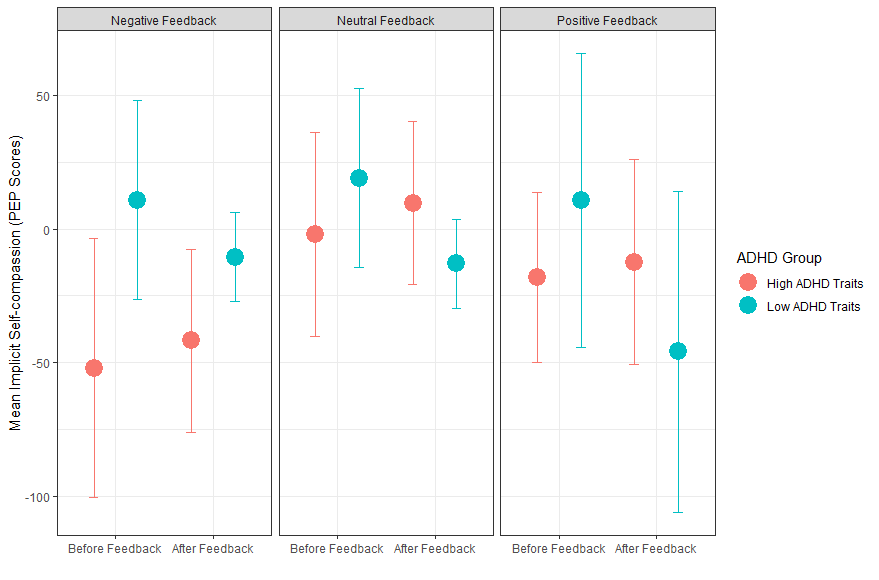 Negative Feedback
Neutral Feedback
Positive Feedback
Mean Implicit Self-compassion (PEP Scores)
50
0
-50
-100
Before Feedback
After Feedback
Before Feedback
After Feedback
Before Feedback
After Feedback
ADHD Group
High ADHD Traits
Low ADHD Traits